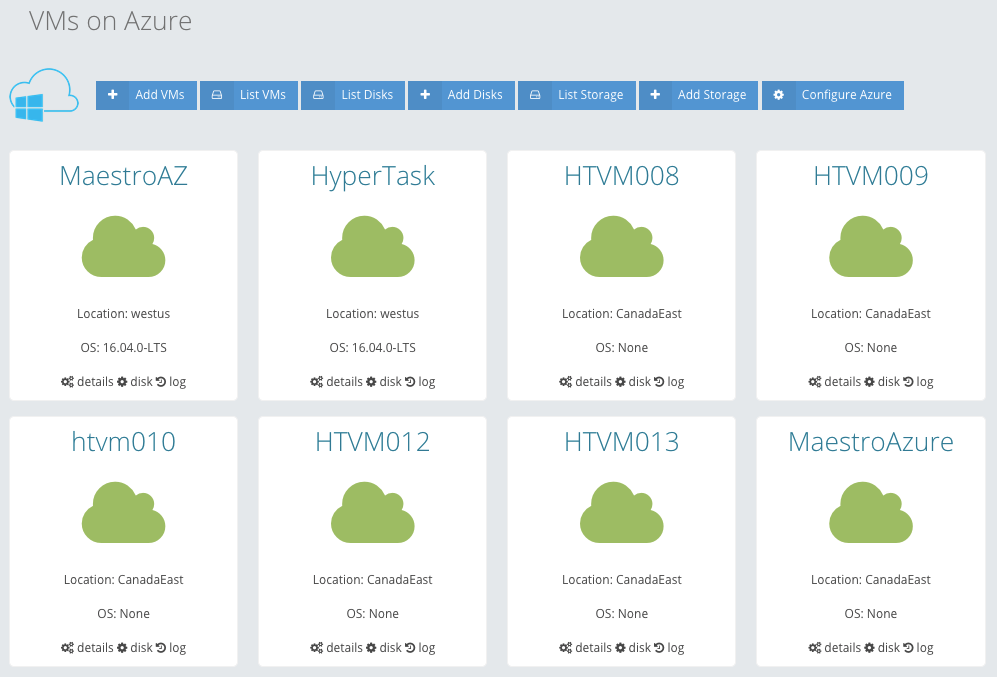 VMs on Azure
Add VMs List VMs List Disks Add Disks List Storage Add Storage Configure Azure
MaestroAZ HyperTask HTVM008 HTVM009
Location: westus Location: westus Location: CanadaEast Location: CanadaEast
OS: 16.04.0-LTS OS: 16.04.0-LTS OS: None OS: None
details disk log details disk log details disk log details disk log
htvm010 HTVM012 HTVM013 MaestroAzure
Location: CanadaEast Location: CanadaEast Location: CanadaEast Location: CanadaEast
OS: None OS: None OS: None OS: None
details disk log details disk log details disk log details disk log